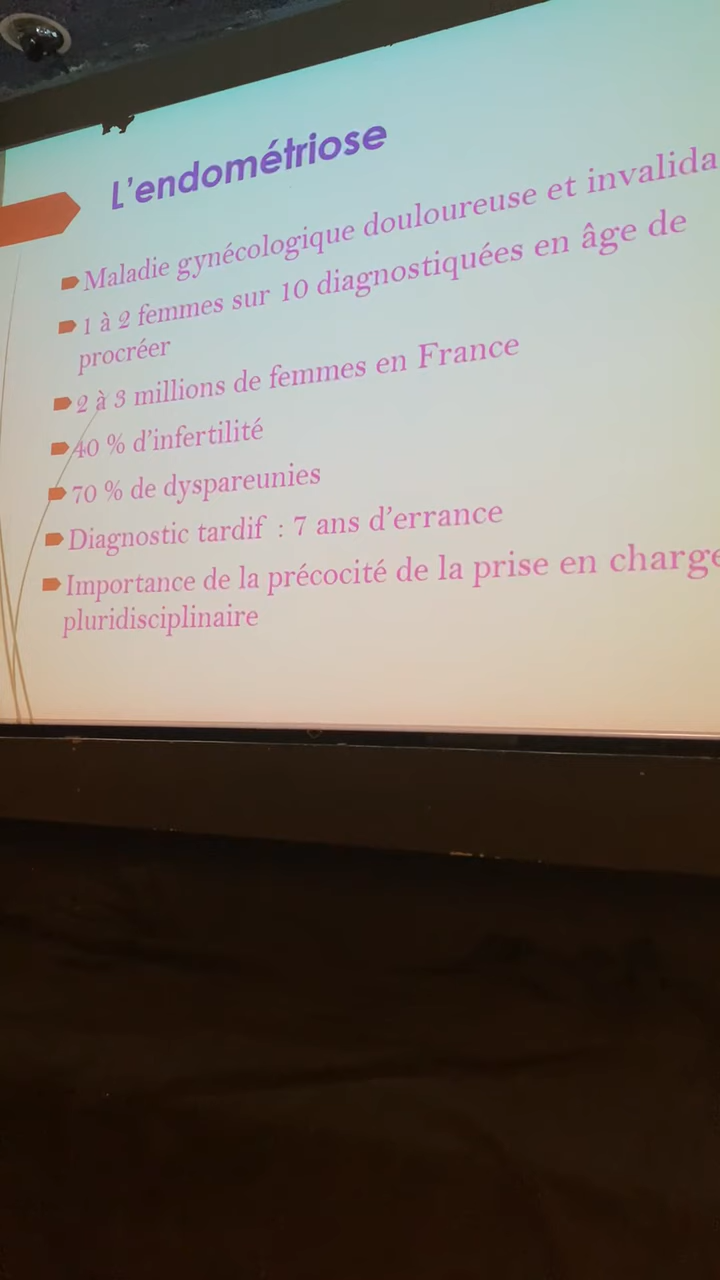 L'endométriose
Maladie gynécologique douloureuse et invalida
1 à 2 femmes sur 10 diagnostiquées en âge de
procréer
2 à 3 millions de femmes en France
40 % d'infertilité
70 % de dyspareunies
Diagnostic tardif : 7 ans d'errance
Importance de la précocité de la prise en charge
pluridisciplinaire